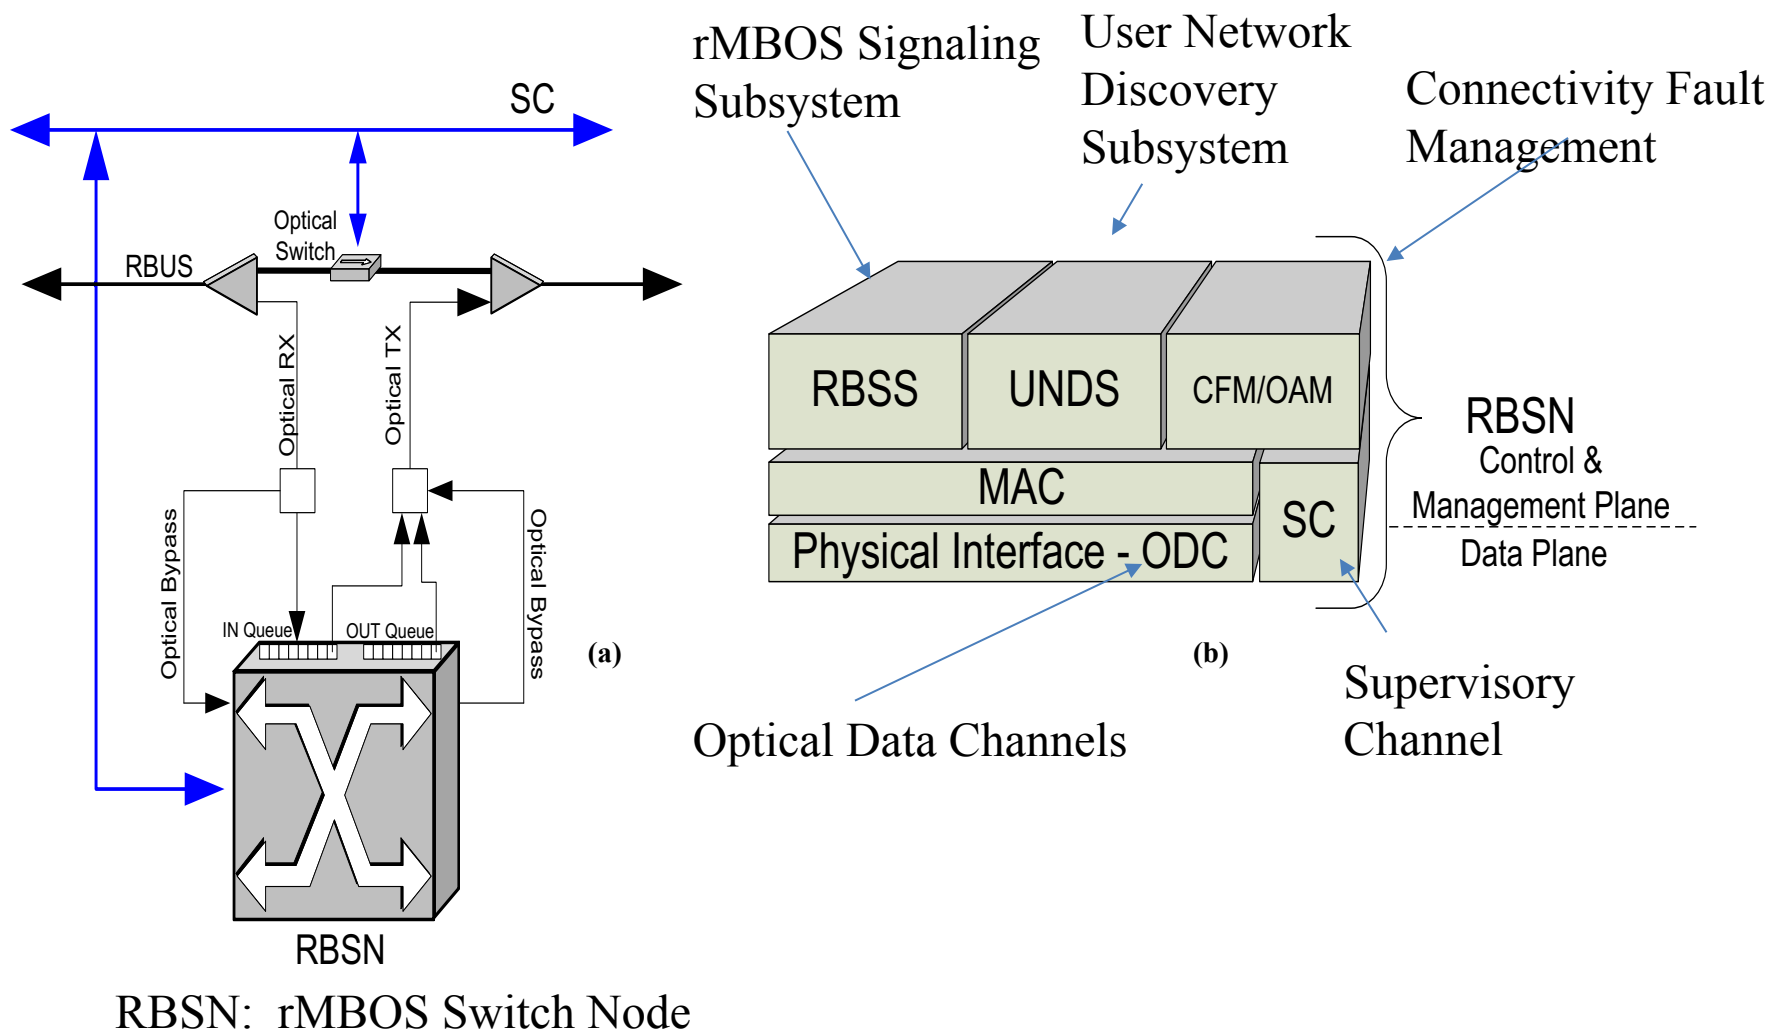 rMBOS Signaling
Subsystem
User Network
Discovery
Subsystem
Connectivity Fault
Management
SC
Optical
Switch
RBUS
Optical RX
Optical TX
Optical Bypass
Optical Bypass
IN Queue
OUT Queue
RBSN
(a)
RBSS
UNDS
CFM/OAM
MAC
SC
Physical Interface - ODC
RBSN
Control &
Management Plane
Data Plane
(b)
Optical Data Channels
Supervisory
Channel
RBSN: rMBOS Switch Node